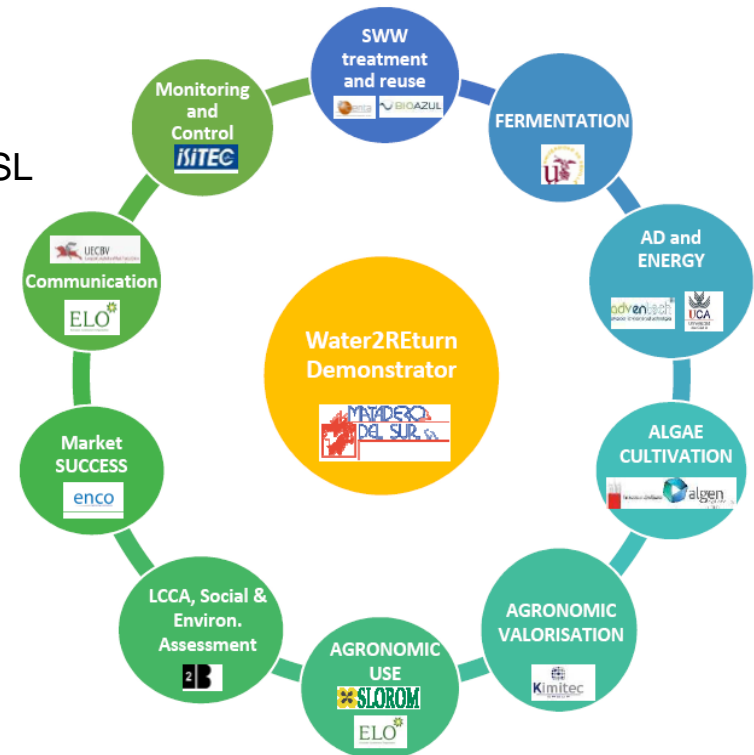 SL
SWW
treatment
and reuse
BIOAZUL
FERMENTATION
AD and
ENERGY
adventech
UCA
ALGAE
CULTIVATION
algen
AGRONOMIC
VALORISATION
Kimitec
AGRONOMIC
USE
SLOROM
ELO
LCCA, Social &
Environ.
Assessment
2B
Market
SUCCESS
enco
UECBV
Communication
ELO
Monitoring
and
Control
iSiTEC
Water2REturn
Demonstrator
MATADERO
DEL SUR, S.A.